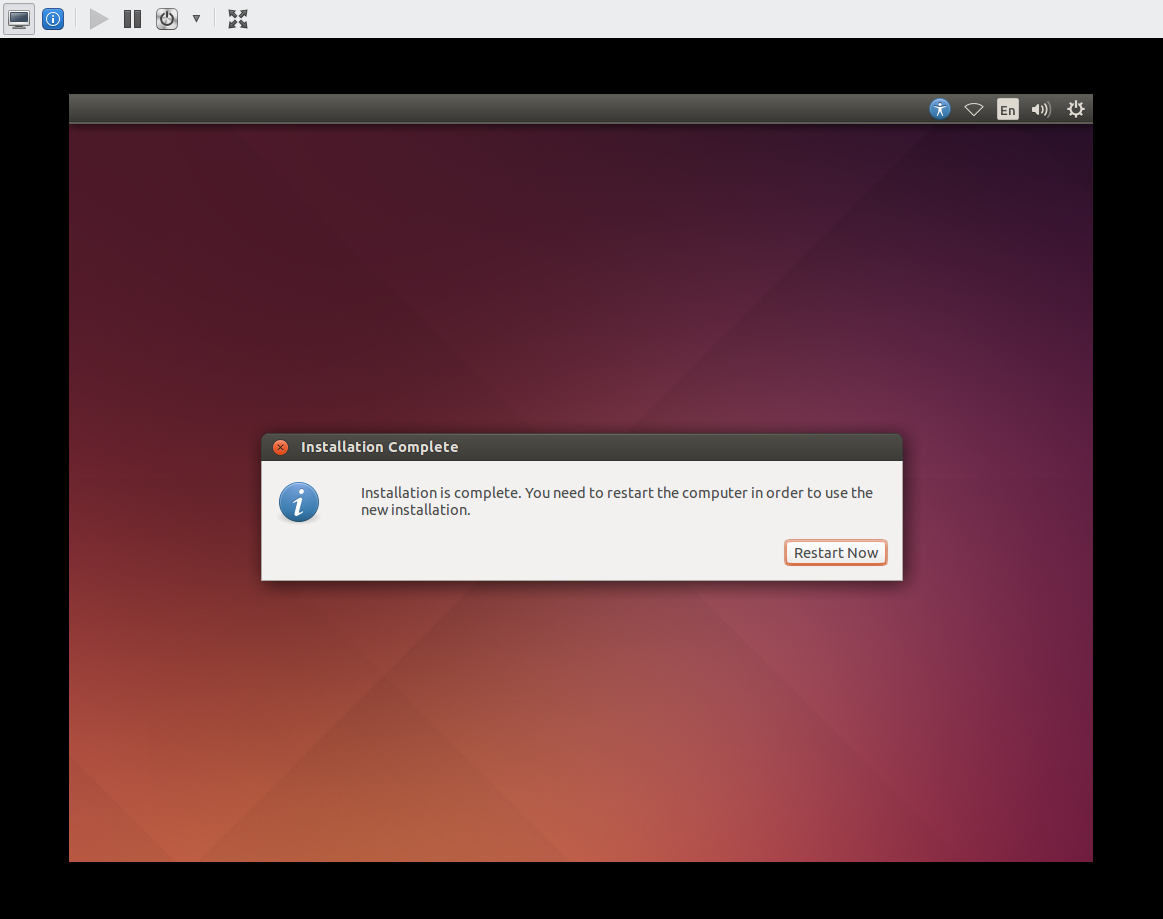 En
Installation Complete
Installation is complete. You need to restart the computer in order to use the
new installation.
Restart Now